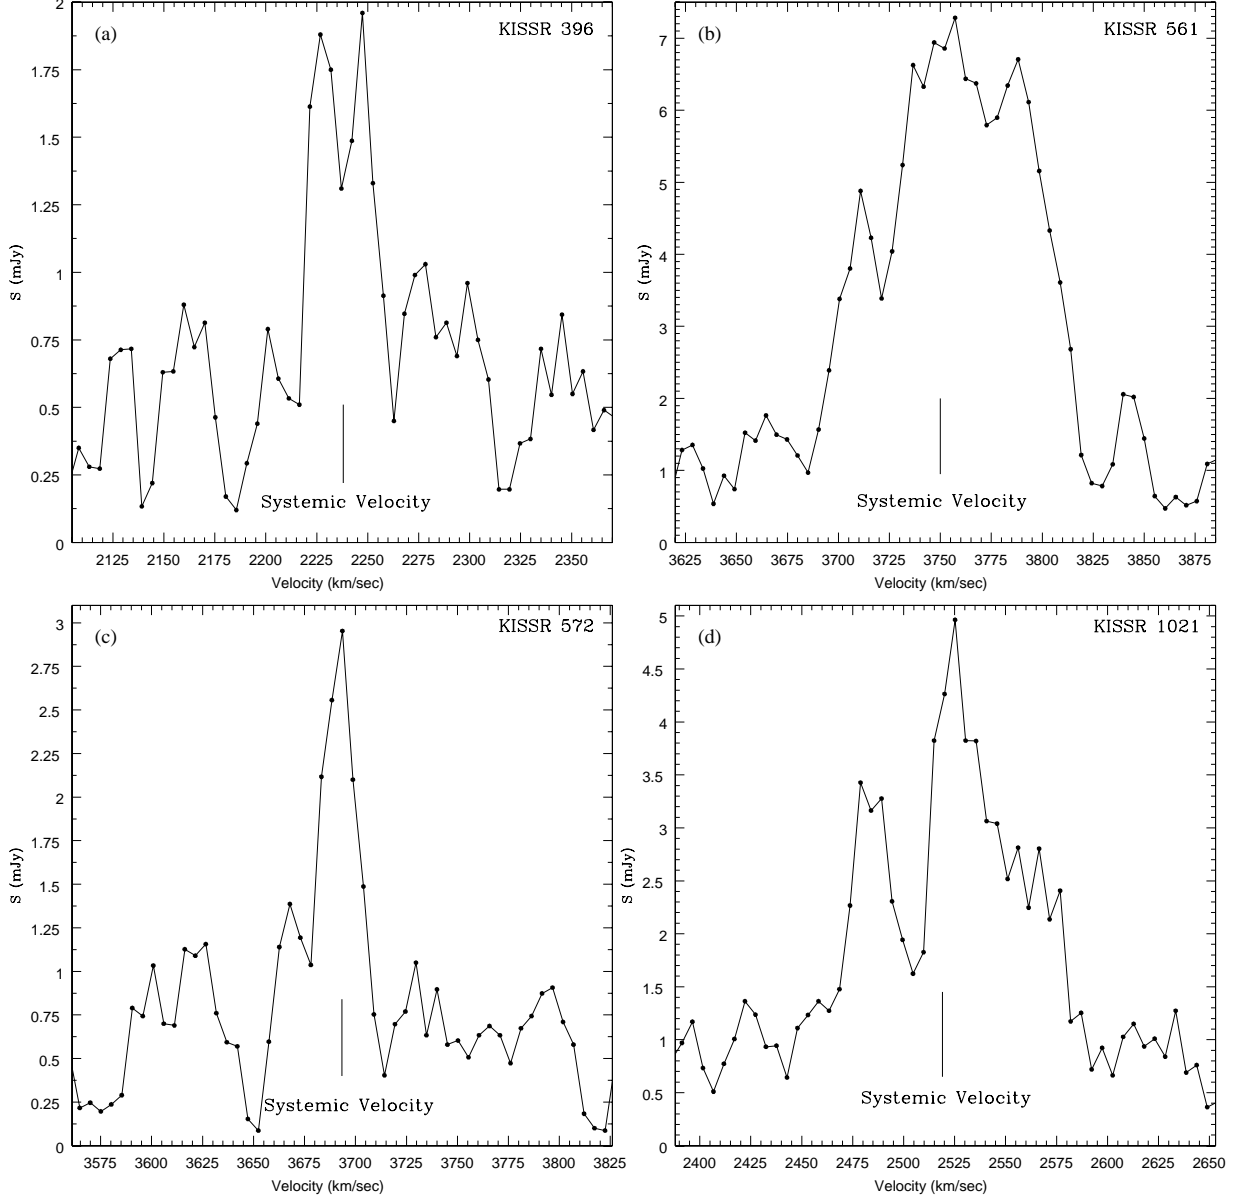 (a)
KISSR 396
2
1.75
1.5
1.25
1
0.75
0.5
0.25
0
S (mJy)
Systemic Velocity
2125 2150 2175 2200 2225 2250 2275 2300 2325 2350
Velocity (km/sec)
(b)
KISSR 561
7
6
5
4
3
2
1
0
S (mJy)
Systemic Velocity
3625 3650 3675 3700 3725 3750 3775 3800 3825 3850 3875
Velocity (km/sec)
(c)
KISSR 572
3
2.75
2.5
2.25
2
1.75
1.5
1.25
1
0.75
0.5
0.25
0
S (mJy)
Systemic Velocity
3575 3600 3625 3650 3675 3700 3725 3750 3775 3800 3825
Velocity (km/sec)
(d)
KISSR 1021
5
4.5
4
3.5
3
2.5
2
1.5
1
0.5
0
S (mJy)
Systemic Velocity
2400 2425 2450 2475 2500 2525 2550 2575 2600 2625 2650
Velocity (km/sec)